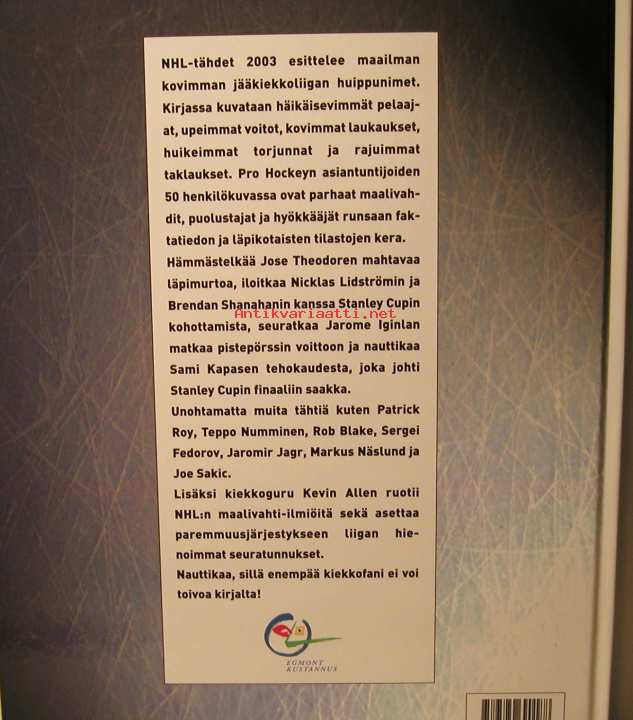 NHL-tähdet 2003 esittelee maailman
kovimman jääkiekkoliigan huippunimet.
Kirjassa kuvataan häikäisevimmät pelaaj-
at, upeimmat voitot, kovimmat laukaukset,
huikeimmat torjunnat ja rajuimmat
taklaukset. Pro Hockeyn asiantuntijoiden
50 henkilökuvassa ovat parhaat maalivah-
dit, puolustajat ja hyökkääjät runsaan fak-
tatiedon ja läpikotaisten tilastojen kera.
Hämmästelkää Jose Theodoren mahtavaa
läpimurtoa, iloitkaa Nicklas Lidströmin ja
Brendan Shanahanin kanssa Stanley Cupin
Antikvariaatti.net
kohottamista, seuratkaa Jarome Iginlan
matkaa pistepörssin voittoon ja nauttikaa
Sami Kapasen tehokaudesta, joka johti
Stanley Cupin finaaliin saakka.
Unohtamatta muita tähtiä kuten Patrick
Roy, Teppo Numminen, Rob Blake, Sergei
Fedorov, Jaromir Jagr, Markus Näslund ja
Joe Sakic.
Lisäksi kiekkoguru Kevin Allen ruotii
NHL:n maalivahti-ilmiöitä sekä asettaa
paremmuusjärjestykseen liigan hie-
noimmat seuratunnukset.
Nauttikaa, sillä enempää kiekkofani ei voi
toivoa kirjalta!
EGMONT
KUSTANNUS